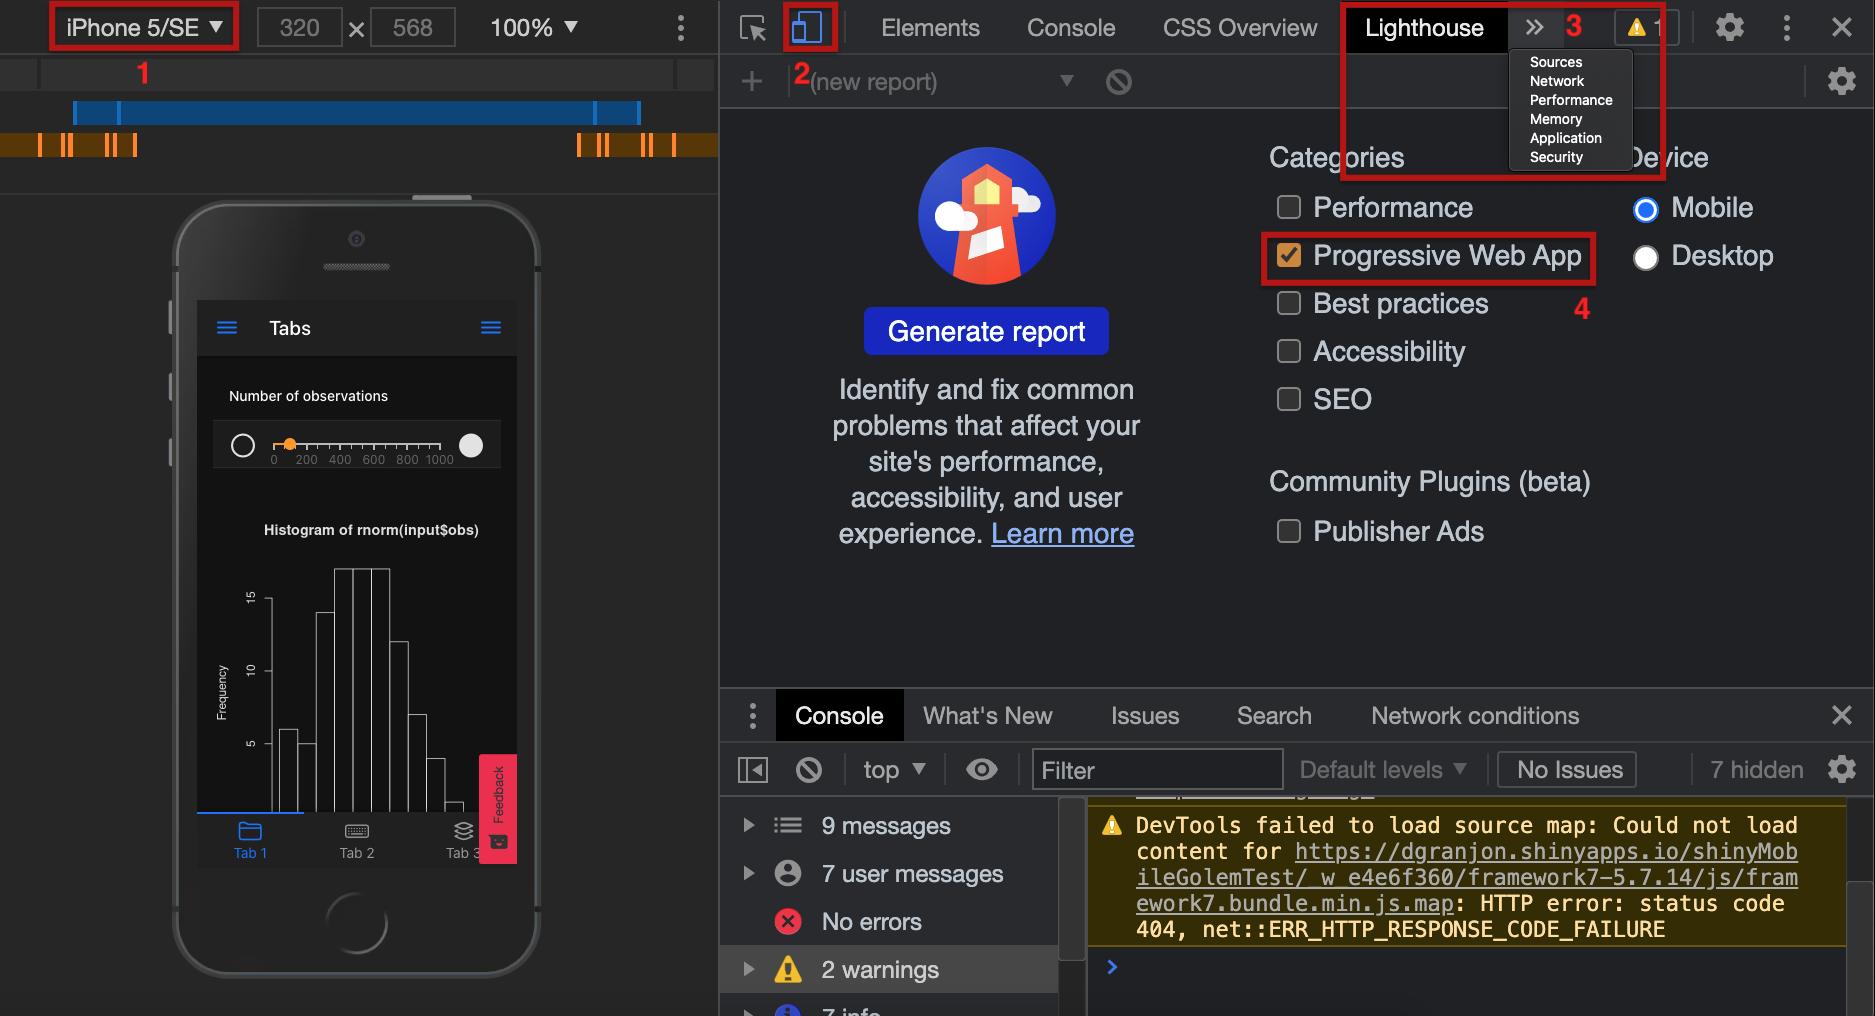 iPhone 5/SE ▼
320 × 568
100% ▼
1
Elements
Console
CSS Overview
Lighthouse
»
3
1
2
(new report)
Sources
Network
Performance
Memory
Application
Security
Categories
Device
Performance
Progressive Web App
4
Best practices
Accessibility
SEO
Mobile
Desktop
Community Plugins (beta)
Publisher Ads
Generate report
Identify and fix common
problems that affect your
site's performance,
accessibility, and user
experience. Learn more
Tabs
Number of observations
0 200 400 600 800 1000
Histogram of rnorm(input$obs)
Frequency
15
10
5
Feedback
Tab 1
Tab 2
Tab 3
Console
What's New
Issues
Search
Network conditions
top ▼
Filter
Default levels ▼
No Issues
7 hidden
9 messages
7 user messages
No errors
2 warnings
7 info
DevTools failed to load source map: Could not load
content for https://dgranjon.shinyapps.io/shinyMob
ileGolemTest/_w_e4e6f360/framework7-5.7.14/js/fram
ework7.bundle.min.js.map: HTTP error: status code
404, net::ERR_HTTP_RESPONSE_CODE_FAILURE